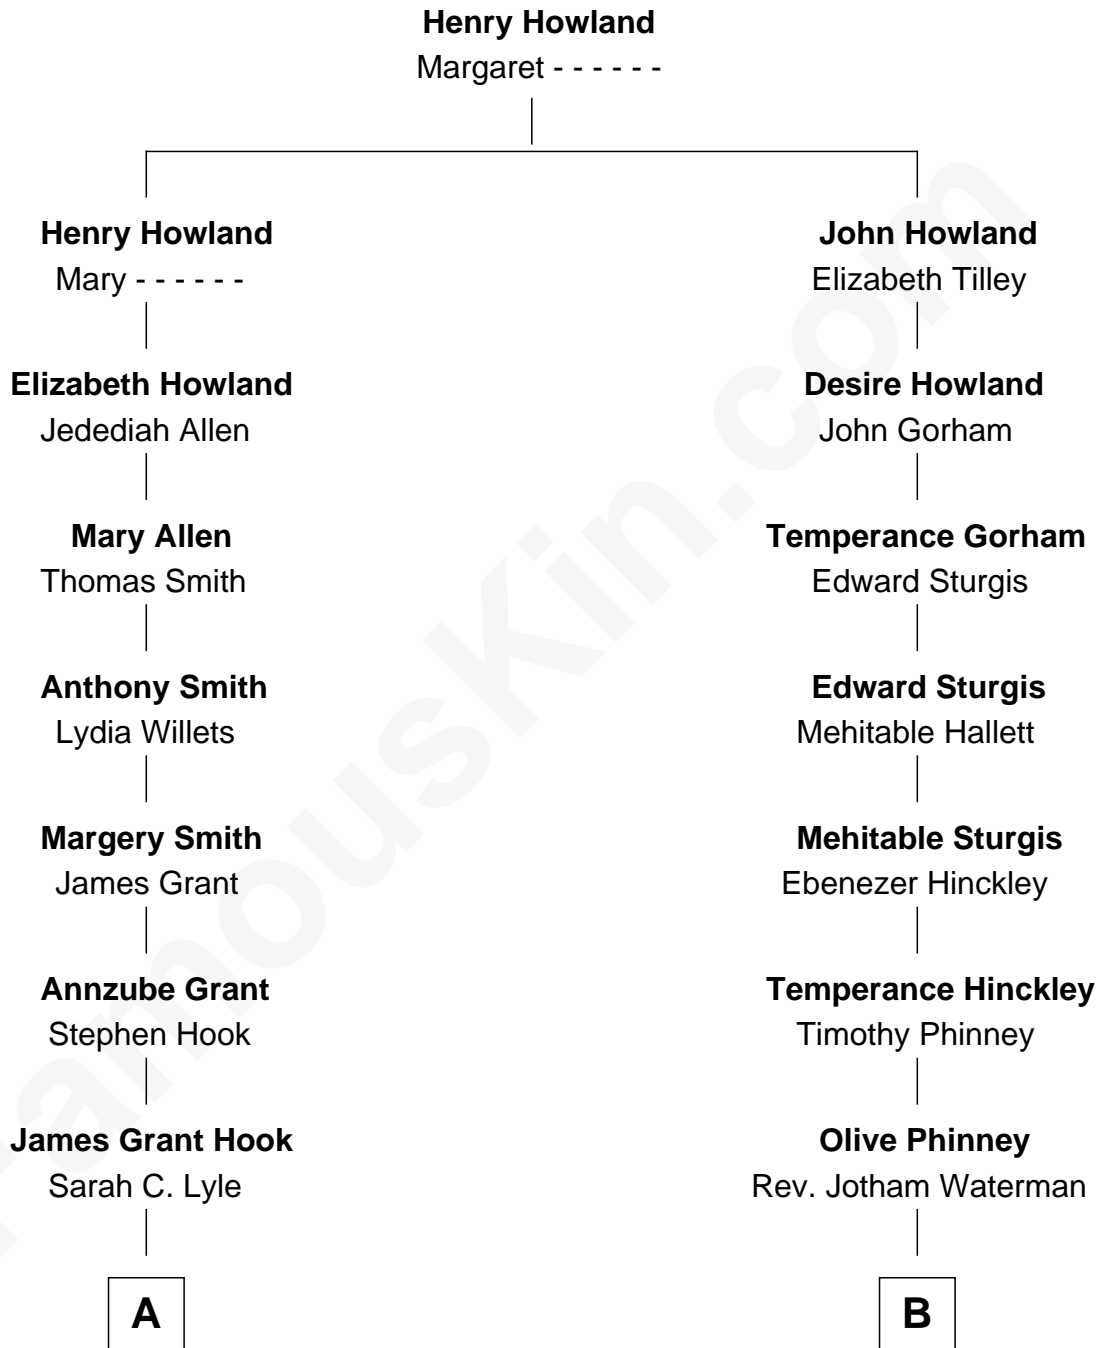 Henry Howland
Margaret - - - - - -
Henry Howland
Mary - - - - - -
Elizabeth Howland
Jedediah Allen
Mary Allen
Thomas Smith
Anthony Smith
Lydia Willets
Margery Smith
James Grant
Annzube Grant
Stephen Hook
James Grant Hook
Sarah C. Lyle
A
John Howland
Elizabeth Tilley
Desire Howland
John Gorham
Temperance Gorham
Edward Sturgis
Edward Sturgis
Mehitable Hallett
Mehitable Sturgis
Ebenezer Hinckley
Temperance Hinckley
Timothy Phinney
Olive Phinney
Rev. Jotham Waterman
B
FamousKin.com